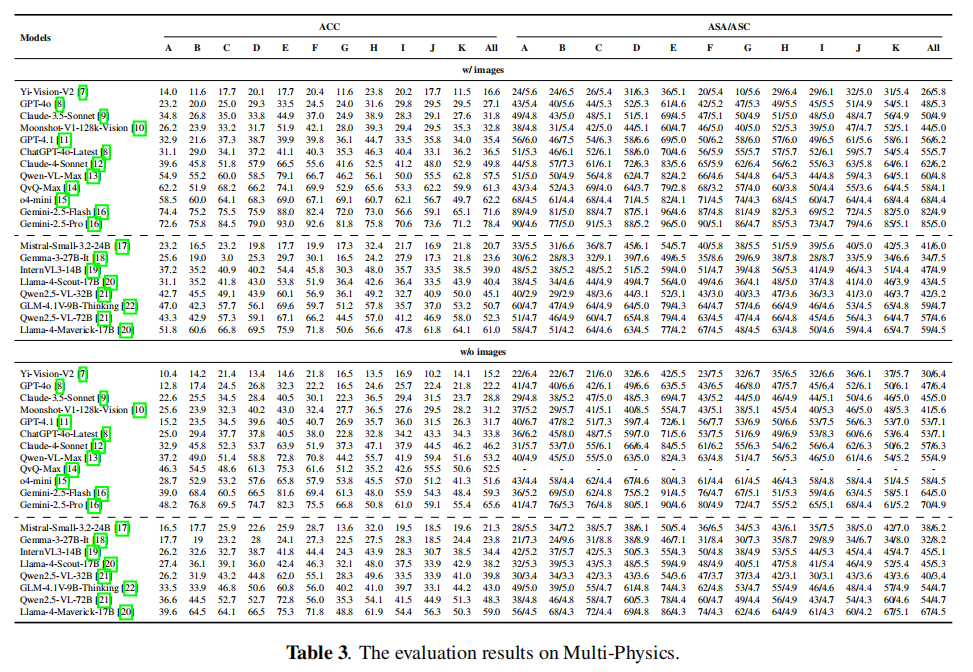 Models ACC ASA/ASC
A B C D E F G H I J K All A B C D E F G H I J K All
w/ images
Yi-Vision-V2 [7] 14.0 11.6 17.7 20.1 17.7 20.4 11.6 23.8 20.2 17.7 11.5 16.6 24/5.6 24/6.5 26/6.0 31/6.3 36/5.1 20/5.4 10/5.6 29/6.2 29/6.4 32/5.0 31/5.4 26/5.8
GPT-4o [8] 23.2 20.0 25.0 29.3 33.5 24.5 24.0 31.6 29.8 29.5 29.5 27.1 43/5.4 40/5.6 44/5.3 52/5.3 61/4.6 42/5.2 47/5.3 49/5.5 45/5.5 51/4.9 54/5.1 48/5.3
Claude-3.5-Sonnet [9] 34.8 26.8 35.0 33.8 44.9 37.0 24.9 38.9 28.3 29.1 27.6 31.8 49/4.8 43/5.0 48/5.1 51/5.1 69/4.5 47/5.1 50/4.9 50/5.4 45/5.0 48/4.7 56/4.9 50/4.9
Moonshot-V1-128k-Vision [10] 26.2 23.9 33.2 31.7 51.9 42.1 28.0 39.3 29.4 29.5 35.3 32.8 38/4.8 31/5.4 42/5.0 44/5.1 60/4.7 46/5.0 40/5.0 52/5.3 39/5.0 47/4.7 52/5.1 44/5.0
GPT-4.1 [11] 32.9 21.6 37.3 38.7 39.9 39.8 36.1 44.7 33.5 35.8 35.8 34.0 56/6.0 46/7.5 54/6.3 58/6.6 69/5.0 50/6.2 58/6.0 57/6.0 49/6.5 61/5.6 58/6.1 56/6.2
ChatGPT-4o-Latest [8] 31.1 29.0 34.1 37.2 41.1 40.3 35.3 46.3 40.4 33.1 36.2 36.5 51/5.3 46/6.1 52/6.1 58/6.0 70/4.6 56/5.9 55/5.7 57/5.7 52/6.1 59/5.7 54/5.5 55/5.7
Claude-4-Sonnet [12] 39.6 45.8 51.8 57.9 66.5 55.6 41.6 52.5 41.2 48.0 52.9 49.8 44/5.8 57/7.3 61/6.1 72/6.3 83/5.6 65/5.9 62/6.4 56/6.2 55/6.3 63/5.8 64/6.1 62/6.2
Qwen-VL-Max [13] 54.9 55.2 60.0 58.5 79.1 66.7 46.2 56.1 50.0 55.5 62.8 57.5 51/5.0 50/4.9 56/4.8 62/4.7 82/4.2 66/4.6 54/4.8 64/5.3 44/4.8 59/4.3 64/5.1 60/4.8
QvQ-Max [14] 62.2 51.9 68.2 66.2 74.1 69.9 52.9 65.6 53.3 62.2 59.9 61.3 43/3.4 52/4.3 69/4.0 64/3.7 79/2.8 68/3.2 57/4.6 60/3.8 50/4.4 55/3.6 64/4.5 58/4.1
o4-mini [15] 58.5 60.0 64.1 68.3 69.0 67.1 69.1 60.4 62.1 56.7 49.7 62.2 68/4.5 61/4.4 68/4.4 71/4.5 82/4.1 74/4.5 73/4.4 65/4.5 60/4.7 64/4.4 68/4.4 68/4.4
Gemini-2.5-Flash [16] 74.4 75.2 75.5 75.9 88.0 82.4 72.0 73.0 56.6 59.1 65.1 71.6 89/4.9 81/5.0 88/4.7 87/5.1 96/4.6 87/4.8 81/4.9 82/5.3 69/5.2 72/4.5 82/5.0 82/4.9
Gemini-2.5-Pro [16] 72.6 75.8 84.5 79.0 93.0 92.6 81.8 75.8 70.6 73.6 71.2 78.4 90/4.6 77/5.0 91/5.3 88/5.2 96/5.0 90/5.1 86/4.7 85/5.3 74/4.7 79/4.6 85/5.1 85/5.0
Mistral-Small-3.2-24B [17] 23.2 16.5 23.2 19.8 17.7 19.9 17.3 32.4 21.7 16.9 21.8 20.7 33/5.5 31/6.6 36/8.7 45/6.1 54/5.7 40/5.8 38/5.5 51/5.9 39/5.6 40/5.0 42/5.3 41/6.0
Gemma-3-27B-It [18] 25.6 19.0 3.0 25.3 29.7 30.1 16.5 24.2 27.9 17.3 21.8 23.6 30/6.2 28/8.3 32/9.1 39/7.6 49/6.5 35/8.6 29/6.6 38/7.8 28/8.7 33/5.9 34/6.6 34/7.5
InternVL3-14B [19] 37.2 35.2 40.9 40.2 54.4 45.8 30.3 48.0 35.7 33.5 38.5 39.0 48/5.2 38/5.2 48/5.2 51/5.2 59/4.0 51/4.7 39/4.8 56/5.3 41/4.9 46/4.3 51/4.4 47/4.9
Llama-4-Scout-17B [20] 31.1 35.2 41.8 43.0 53.8 51.9 36.4 42.6 36.4 33.5 43.9 40.4 38/4.5 34/4.6 44/4.9 49/4.7 56/4.0 49/4.6 36/4.1 48/5.0 37/4.8 41/4.0 46/3.9 43/4.5
Qwen2.5-VL-32B [21] 42.7 45.5 49.1 43.9 60.1 56.9 36.1 49.2 32.7 40.9 50.0 45.1 40/2.9 29/2.9 48/3.6 44/3.1 52/3.1 43/3.0 40/3.3 47/3.6 36/3.3 41/3.0 46/3.7 42/3.2
GLM-4.1V-9B-Thinking [22] 47.0 42.3 57.7 56.1 69.6 59.7 51.2 57.8 35.7 37.0 53.2 50.7 60/4.7 47/4.9 64/4.9 70/5.0 79/4.3 64/4.4 57/4.6 66/4.9 46/4.6 53/4.5 65/4.8 59/4.7
Qwen2.5-VL-72B [21] 43.3 42.9 57.3 59.1 67.1 66.2 44.5 57.0 41.2 46.9 58.0 52.3 51/4.7 46/4.9 60/4.7 65/4.8 79/4.4 63/4.5 47/4.4 65/4.9 46/4.5 56/4.2 64/4.7 57/4.6
Llama-4-Maverick-17B [20] 51.8 60.6 66.8 69.5 75.9 71.8 50.6 56.6 47.8 61.8 64.1 61.0 58/4.7 51/4.2 64/4.6 63/4.5 77/4.2 67/4.5 48/4.5 63/4.8 50/4.6 59/4.4 65/4.7 59/4.5
w/o images
Yi-Vision-V2 [7] 10.4 14.2 21.4 13.4 14.6 21.8 16.5 13.5 16.9 10.2 14.1 15.2 22/6.4 22/6.7 21/6.0 32/6.6 42/5.5 23/7.5 32/6.7 35/6.5 32/6.6 36/6.1 37/5.7 30/6.4
GPT-4o [8] 12.8 17.4 24.5 26.8 32.3 22.2 16.5 24.6 25.7 22.4 21.8 22.2 41/4.7 40/6.6 42/6.1 49/6.6 63/5.5 43/6.5 46/8.0 47/5.7 45/6.4 52/6.1 50/6.1 47/6.4
Claude-3.5-Sonnet [9] 22.6 25.5 34.5 28.4 40.5 30.1 22.3 36.5 29.4 31.5 23.7 28.8 29/4.8 38/5.2 47/5.0 48/5.3 69/4.7 42/5.0 44/5.0 48/5.9 44/5.1 50/4.6 46/5.0 45/5.0
Moonshot-V1-128k-Vision [10] 25.6 23.9 32.3 40.2 43.0 32.4 27.7 36.5 27.6 29.5 28.2 31.2 37/5.2 29/5.7 41/5.1 40/8.5 55/4.7 43/5.1 38/5.1 45/5.4 40/5.3 46/5.0 48/5.3 41/5.6
GPT-4.1 [11] 15.2 23.5 34.5 39.6 40.5 40.7 26.9 35.7 36.0 31.5 26.3 31.7 40/6.7 47/8.2 51/7.3 59/7.4 72/6.1 56/7.7 33/6.9 50/6.6 53/7.5 56/6.6 53/7.0 53/7.1
ChatGPT-4o-Latest [8] 25.0 29.4 37.7 37.8 40.5 38.0 22.8 32.8 34.2 43.3 34.3 33.8 36/6.2 45/8.0 48/7.5 59/7.0 71/5.6 53/7.5 51/6.9 49/6.9 53/8.3 60/6.6 53/6.4 53/7.1
Claude-4-Sonnet [12] 32.9 45.8 52.3 53.7 63.9 51.9 37.3 47.1 37.9 44.5 46.2 46.2 31/5.7 53/7.0 55/6.1 66/6.4 84/5.5 61/6.2 55/6.3 54/6.2 56/6.4 62/6.3 50/6.2 57/6.3
Qwen-VL-Max [13] 37.2 49.0 51.4 58.8 72.8 70.8 44.2 55.7 41.9 59.4 51.6 53.2 40/4.9 45/5.0 55/5.0 63/5.0 82/4.3 63/4.8 51/4.7 56/5.3 46/5.0 61/4.6 54/5.2 55/4.9
QvQ-Max [14] 46.3 54.5 48.6 61.3 75.3 61.6 51.2 35.2 42.6 55.5 50.6 52.5 - - - - - - - - - - - -
o4-mini [15] 28.7 52.9 53.2 57.6 65.8 57.9 53.8 45.5 57.0 51.2 41.3 51.6 43/4.4 58/4.4 62/4.4 67/4.6 80/4.3 61/4.4 61/4.5 46/4.3 58/4.8 58/4.4 51/4.5 58/4.5
Gemini-2.5-Flash [16] 39.0 68.4 60.5 66.5 81.6 69.4 61.3 48.0 55.9 54.3 48.4 59.3 36/5.2 69/5.0 62/4.8 75/5.2 91/4.5 76/4.7 67/5.1 51/5.3 59/4.6 63/4.5 58/5.1 64/5.0
Gemini-2.5-Pro [16] 48.2 76.8 69.5 74.7 82.3 75.5 66.8 50.8 61.0 59.1 55.4 65.6 41/4.7 76/5.3 76/4.8 80/5.1 90/4.6 80/4.9 72/4.7 55/5.2 65/5.1 68/4.4 61/5.2 70/4.9
Mistral-Small-3.2-24B [17] 16.5 17.7 25.9 22.6 25.9 28.7 13.6 32.0 19.5 18.5 19.6 21.3 28/5.5 34/7.2 38/5.7 38/6.1 50/5.4 36/6.5 34/5.3 43/6.1 35/7.5 38/5.0 42/7.0 38/6.2
Gemma-3-27B-It [18] 17.7 19 23.2 28 24.1 27.3 22.5 27.5 28.3 18.5 24.4 23.8 21/7.2 24/9.6 31/8.8 38/8.9 46/7.1 31/8.4 30/7.3 35/7.1 29/8.9 34/6.7 34/8.0 32/8.2
InternVL3-14B [19] 26.2 32.6 32.7 38.7 41.8 44.4 24.3 43.9 28.3 30.7 38.5 34.4 42/5.2 37/5.7 42/5.3 50/5.3 55/4.3 50/4.8 38/4.9 53/5.5 44/5.3 45/4.4 45/4.7 45/5.1
Llama-4-Scout-17B [20] 27.4 36.1 39.1 36.0 42.4 46.3 32.1 48.0 37.5 33.9 42.9 38.2 32/5.5 39/5.3 43/5.3 48/5.5 59/4.9 48/4.9 40/5.1 47/5.8 41/5.4 46/4.9 52/5.4 45/5.3
Qwen2.5-VL-32B [21] 26.2 31.9 43.2 44.8 62.0 55.1 28.3 49.6 33.5 33.9 41.0 39.9 30/3.4 34/3.3 42/3.3 43/3.6 54/3.6 47/3.7 37/3.4 42/3.1 30/3.1 43/3.6 43/3.6 40/3.4
GLM-4.1V-9B-Thinking [22] 33.5 33.9 46.8 50.6 60.8 56.0 40.2 41.0 39.7 33.1 44.2 43.0 49/5.0 39/5.0 55/4.7 61/4.8 74/4.3 62/4.8 53/4.7 55/4.9 46/4.6 48/4.4 57/4.9 54/4.7
Qwen2.5-VL-72B [21] 36.6 44.5 52.7 52.7 72.8 56.0 35.3 54.1 41.5 44.9 51.3 48.3 38/4.8 46/4.8 58/4.7 60/5.3 78/4.4 60/4.7 49/4.4 56/4.9 43/4.7 54/4.3 60/4.6 54/4.7
Llama-4-Maverick-17B [20] 39.6 64.5 64.1 66.5 75.3 71.8 48.8 61.9 54.4 56.3 50.3 59.0 56/4.5 68/4.3 72/4.4 69/4.8 86/4.3 74/4.3 62/4.6 64/4.9 61/4.3 60/4.2 67/5.1 67/4.5
Table 3. The evaluation results on Multi-Physics.